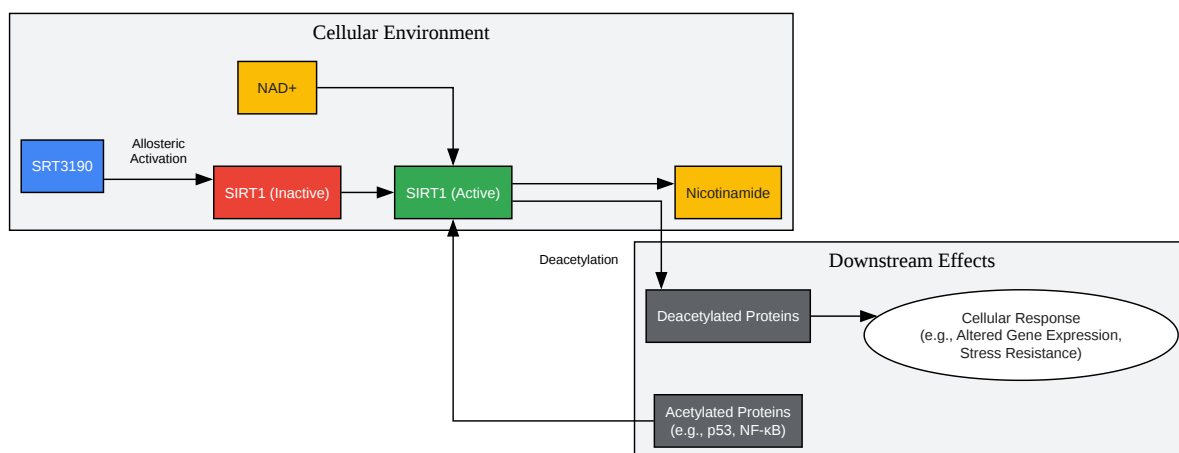 Cellular Environment
NAD+
Allosteric
Activation
SRT3190
SIRT1 (Inactive)
SIRT1 (Active)
Nicotinamide
Deacetylation
Downstream Effects
Deacetylated Proteins
Cellular Response
(e.g., Altered Gene Expression,
Stress Resistance)
Acetylated Proteins
(e.g., p53, NF-κB)